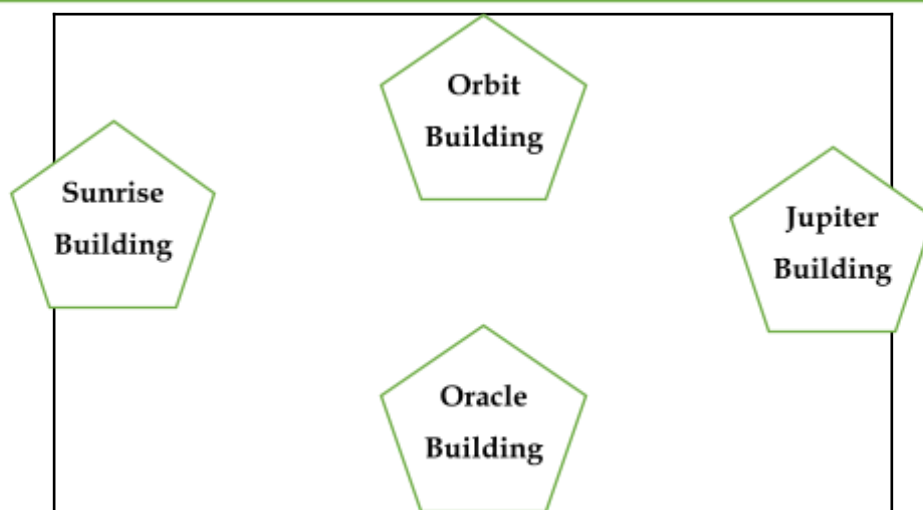 Orbit
Building
Sunrise
Building
Jupiter
Building
Oracle
Building